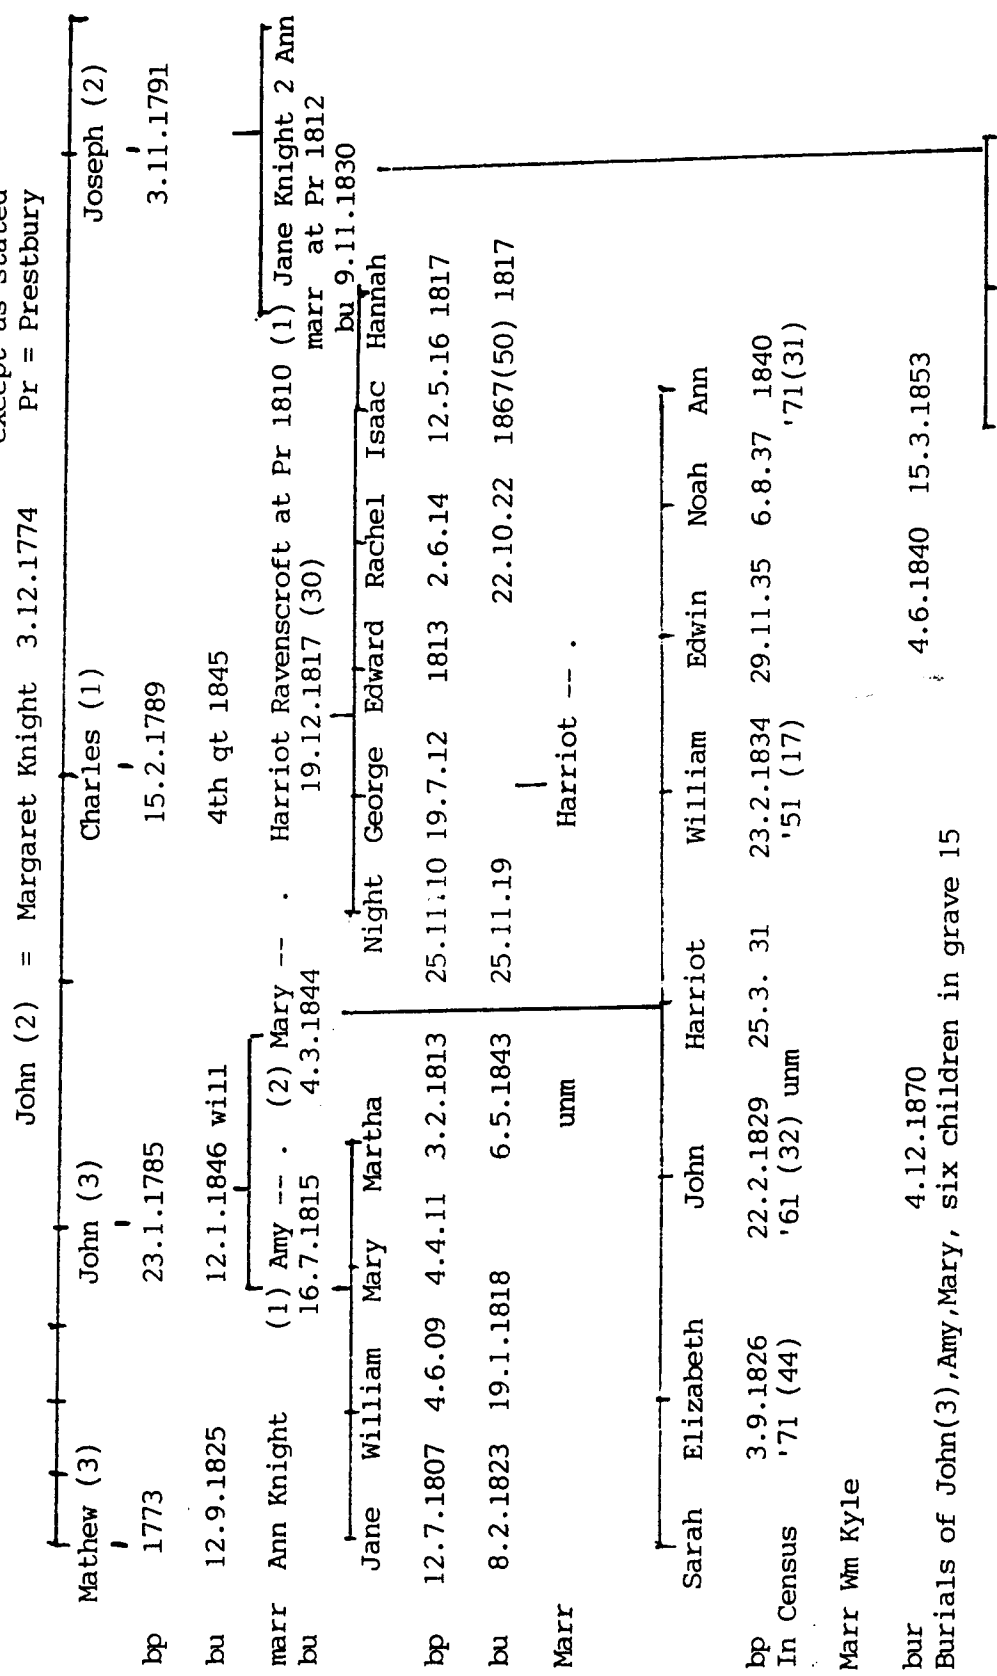 except as stated
John (2) = Margaret Knight 3.12.1774 Pr = Prestbury
Mathew (3) John (3) Charles (1) Joseph (2)
bp 1773 23.1.1785 15.2.1789 3.11.1791
bu 12.9.1825 12.1.1846 will 4th qt 1845
marr Ann Knight (1) Amy -- . (2) Mary -- . Harriot Ravenscroft at Pr 1810 (1) Jane Knight 2 Ann
bu 16.7.1815 4.3.1844 19.12.1817 (30) marr at Pr 1812
bu 9.11.1830
Jane William Mary Martha Night George Edward Rachel Isaac Hannah
bp 12.7.1807 4.6.09 4.4.11 3.2.1813 25.11.10 19.7.12 1813 2.6.14 12.5.16 1817
bu 8.2.1823 19.1.1818 6.5.1843 25.11.19 22.10.22 1867(50) 1817
Marr unm Harriot -- .
Sarah Elizabeth John Harriot William Edwin Noah Ann
bp 3.9.1826 22.2.1829 25.3. 31 23.2.1834 29.11.35 6.8.37 1840
In Census '71 (44) '61 (32) unm '51 (17) '71(31)
Marr Wm Kyle
bur 4.12.1870 4.6.1840 15.3.1853
Burials of John(3),Amy,Mary, six children in grave 15